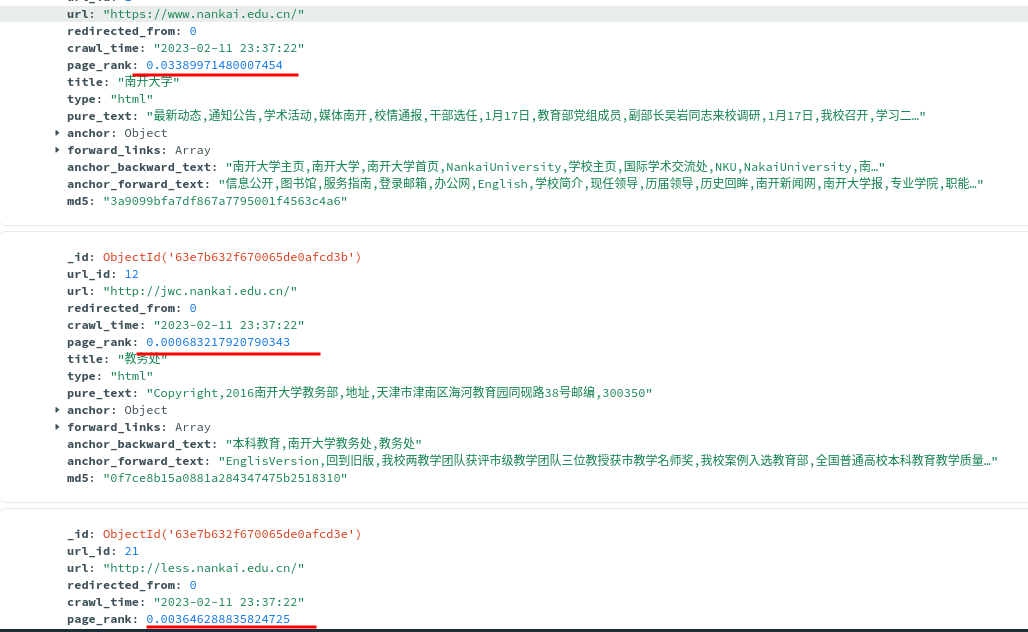 url: "https://www.nankai.edu.cn/"
redirected_from: 0
crawl_time: "2023-02-11 23:37:22"
page_rank: 0.03389971480007454
title: "南开大学"
type: "html"
pure_text: "最新动态,通知公告,学术活动,媒体南开,校情通报,干部选任,1月17日,教育部党组成员,副部长吴岩同志来校调研,1月17日,我校召开,学习二…"
anchor: Object
forward_links: Array
anchor_backward_text: "南开大学主页,南开大学,南开大学首页,NankaiUniversity,学校主页,国际学术交流处,NKU,NakaiUniversity,南…"
anchor_forward_text: "信息公开,图书馆,服务指南,登录邮箱,办公网,English,学校简介,现任领导,历届领导,历史回眸,南开新闻网,南开大学报,专业学院,职能…"
md5: "3a9099bfa7df867a7795001f4563c4a6"
_id: ObjectId('63e7b632f670065de0afcd3b')
url_id: 12
url: "http://jwc.nankai.edu.cn/"
redirected_from: 0
crawl_time: "2023-02-11 23:37:22"
page_rank: 0.000683217920790343
title: "教务处"
type: "html"
pure_text: "Copyright,2016南开大学教务部,地址,天津市津南区海河教育园同砚路38号邮编,300350"
anchor: Object
forward_links: Array
anchor_backward_text: "本科教育,南开大学教务处,教务处"
anchor_forward_text: "EnglisVersion,回到旧版,我校两教学团队获评市级教学团队三位教授获市教学名师奖,我校案例入选教育部,全国普通高校本科教育教学质量…"
md5: "0f7ce8b15a0881a284347475b2518310"
_id: ObjectId('63e7b632f670065de0afcd3e')
url_id: 21
url: "http://less.nankai.edu.cn/"
redirected_from: 0
crawl_time: "2023-02-11 23:37:22"
page_rank: 0.003646288835824725